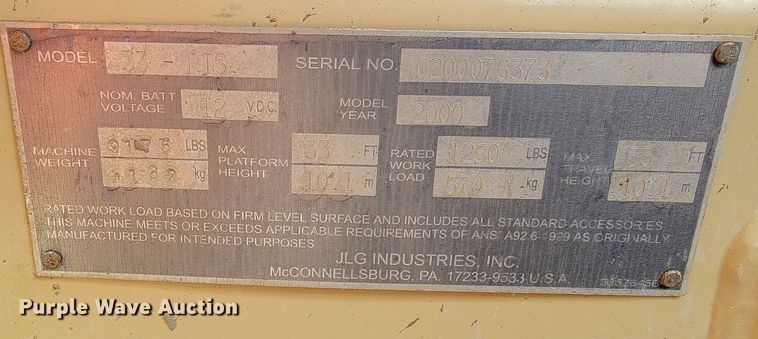 MODEL 33 - RTS SERIAL NO. 0200076373
NOM. BATT VOLTAGE 12 V.D.C. MODEL YEAR 2000
MACHINE WEIGHT LBS kg
MAX. PLATFORM HEIGHT 33 FT 10.1 m
RATED WORK LOAD 1250 LBS 570 kg
MAX TRAVEL HEIGHT 33 FT 10.1 m
RATED WORK LOAD BASED ON FIRM LEVEL SURFACE AND INCLUDES ALL STANDARD ACCESSORIES
THIS MACHINE MEETS OR EXCEEDS APPLICABLE REQUIREMENTS OF ANSI A92.6- AS ORIGINALLY
MANUFACTURED FOR INTENDED PURPOSES
JLG INDUSTRIES, INC.
McCONNELLSBURG, PA. 17233-9533 U.S.A.
Purple Wave Auction